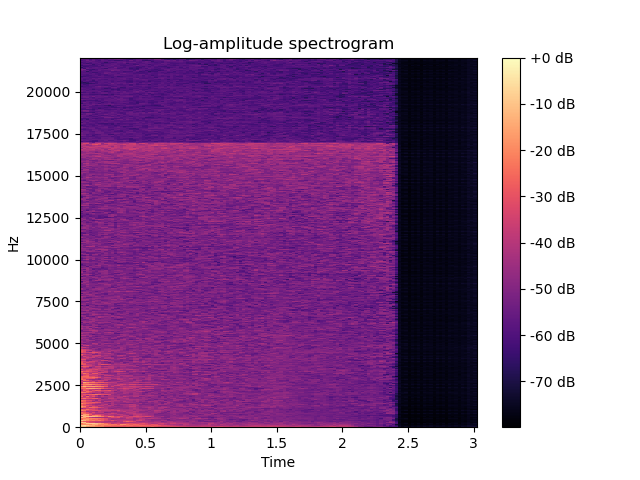 Log-amplitude spectrogram
Hz
20000
17500
15000
12500
10000
7500
5000
2500
0
0
0.5
1
1.5
2
2.5
3
Time
+0 dB
-10 dB
-20 dB
-30 dB
-40 dB
-50 dB
-60 dB
-70 dB